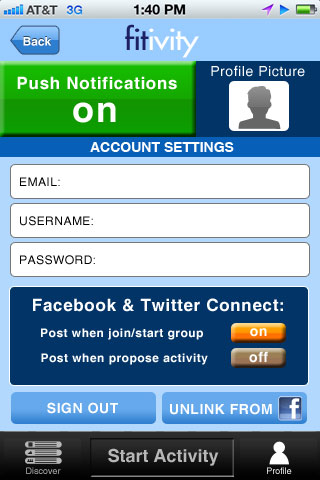 AT&T 3G 1:40 PM
Back
fitivity
Push Notifications
on
Profile Picture
ACCOUNT SETTINGS
EMAIL:
USERNAME:
PASSWORD:
Facebook & Twitter Connect:
Post when join/start group on
Post when propose activity off
SIGN OUT
UNLINK FROM f
Discover
Start Activity
Profile